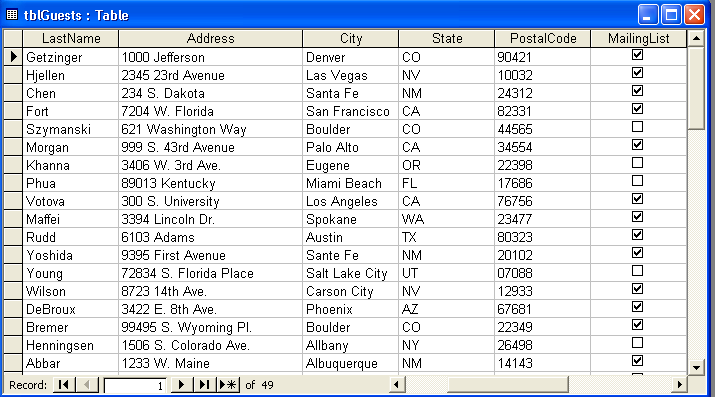 tblGuests : Table
LastName Address City State PostalCode MailingList
Getzinger 1000 Jefferson Denver CO 90421
Hjellen 2345 23rd Avenue Las Vegas NV 10032
Chen 234 S. Dakota Santa Fe NM 24312
Fort 7204 W. Florida San Francisco CA 82331
Szymanski 621 Washington Way Boulder CO 44565
Morgan 999 S. 43rd Avenue Palo Alto CA 34554
Khanna 3406 W. 3rd Ave. Eugene OR 22398
Phua 89013 Kentucky Miami Beach FL 17686
Votova 300 S. University Los Angeles CA 76756
Maffei 3394 Lincoln Dr. Spokane WA 23477
Rudd 6103 Adams Austin TX 80323
Yoshida 9395 First Avenue Sante Fe NM 20102
Young 72834 S. Florida Place Salt Lake City UT 07088
Wilson 8723 14th Ave. Carson City NV 12933
DeBroux 3422 E. 8th Ave. Phoenix AZ 67681
Bremer 99495 S. Wyoming Pl. Boulder CO 22349
Henningsen 1506 S. Colorado Ave. Allbany NY 26498
Abbar 1233 W. Maine Albuquerque NM 14143
Record: 1 of 49